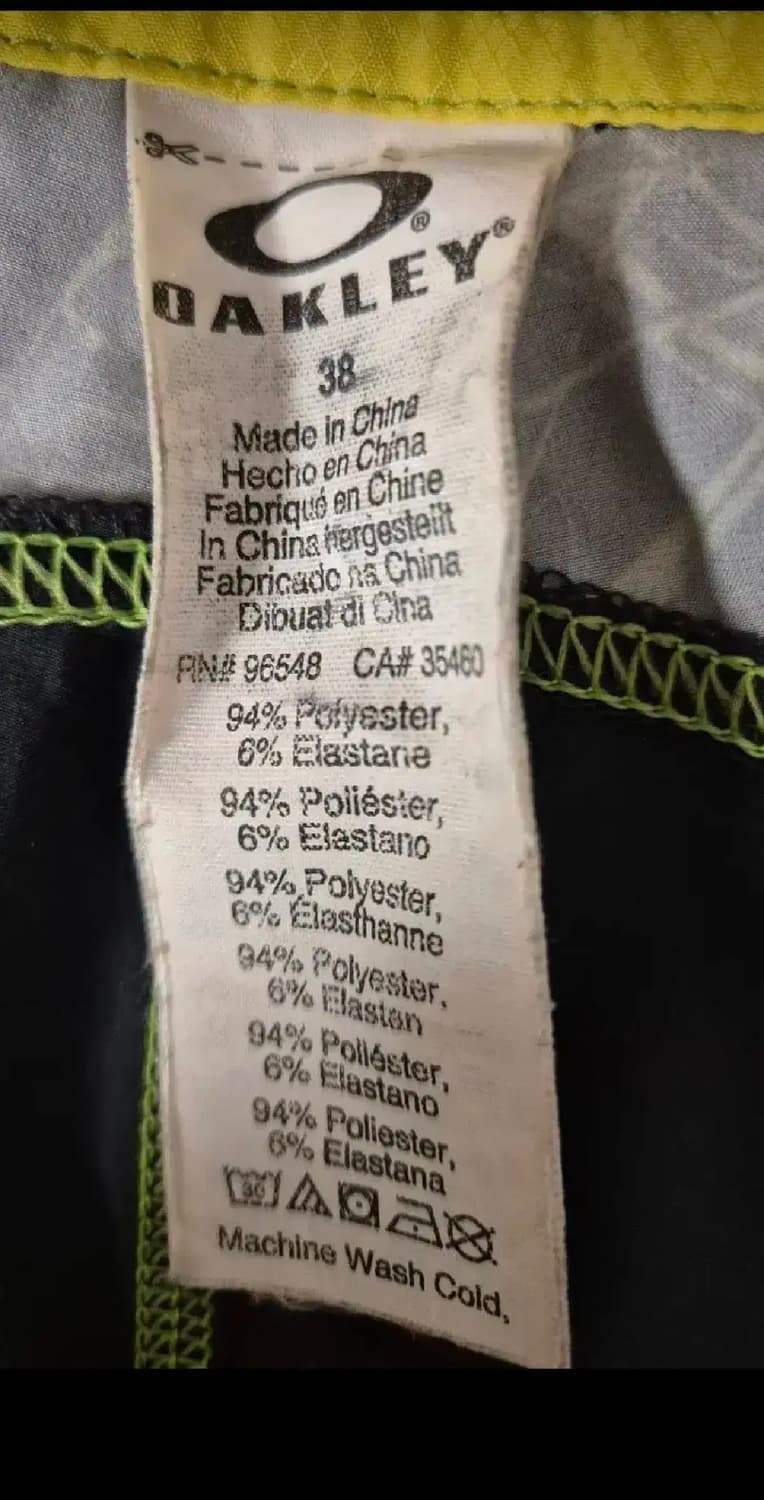 OAKLEY®
38
Made in China
Hecho en China
Fabriqué en Chine
In China Hergestellt
Fabricado na China
Dibuat di Cina
RN# 96548 CA# 35460
94% Polyester,
6% Elastane
94% Poliéster,
6% Elastano
94% Polyester,
6% Élasthanne
94% Polyester,
6% Elastan
94% Poliéster,
6% Elastano
94% Poliester,
6% Elastana
30
Machine Wash Cold,